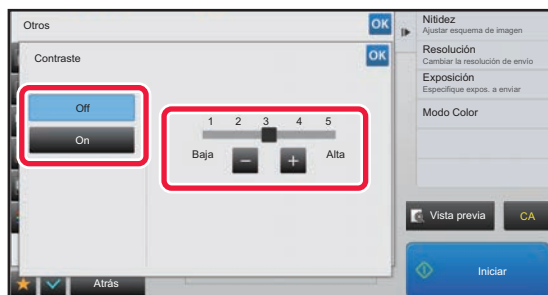 Otros
OK
Contraste
OK
Off
On
1 2 3 4 5
Baja
−
+
Alta
Atrás
Nitidez
Ajustar esquema de imagen
Resolución
Cambiar la resolución de envío
Exposición
Especifique expos. a enviar
Modo Color
Vista previa
CA
Iniciar